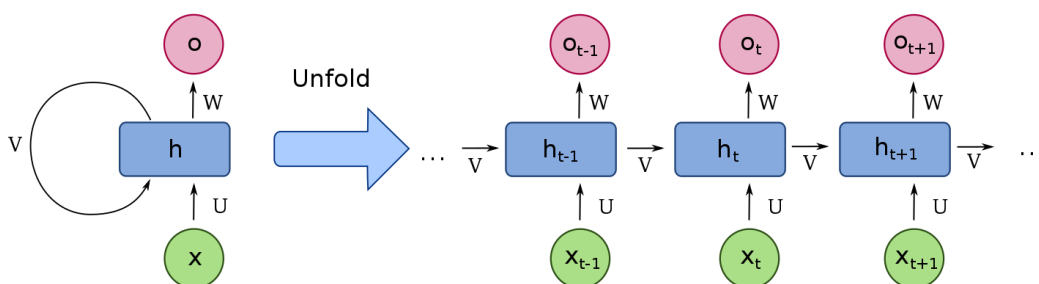 o
W
V
h
U
x
Unfold
...
V
o_{t-1}
W
h_{t-1}
U
x_{t-1}
V
o_t
W
h_t
U
x_t
V
o_{t+1}
W
h_{t+1}
U
x_{t+1}
V
..